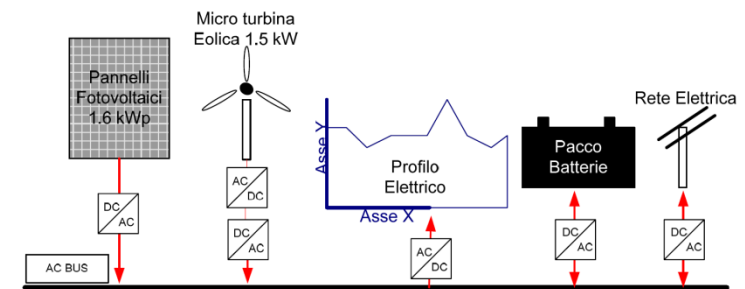 Micro turbina
Eolica 1.5 kW
Pannelli
Fotovoltaici
1.6 kWp
Rete Elettrica
Asse Y
Profilo
Elettrico
Asse X
Pacco
Batterie
AC
DC
DC
AC
DC
AC
AC
DC
DC
AC
DC
AC
AC BUS